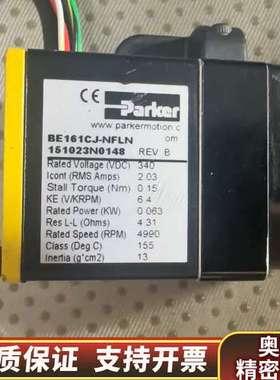 CE Parker
www.parkermotion.c
om
BE161CJ-NFLN
151023N0148 REV B
Rated Voltage (VDC) 340
Icont (RMS Amps) 2.03
Stall Torque (Nm) 0.15
KE (V/KRPM) 6.4
Rated Power (KW) 0.063
Res L-L (Ohms) 4.31
Rated Speed (RPM) 4990
Class (Deg C) 155
Inertia (g*cm2) 13
质保证 支持开票
奥
精密